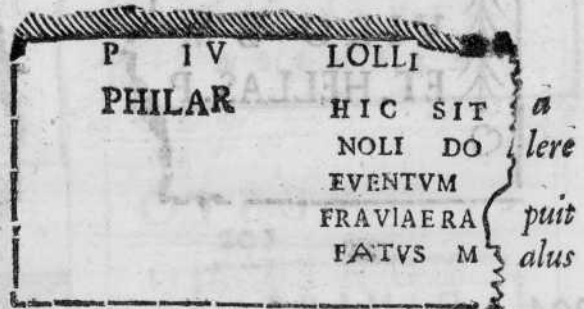 P IV LOLLI
PHILAR HIC SIT a
NOLI DO lere
EVENTVM
FRAVIAERA puit
FATVS M alus